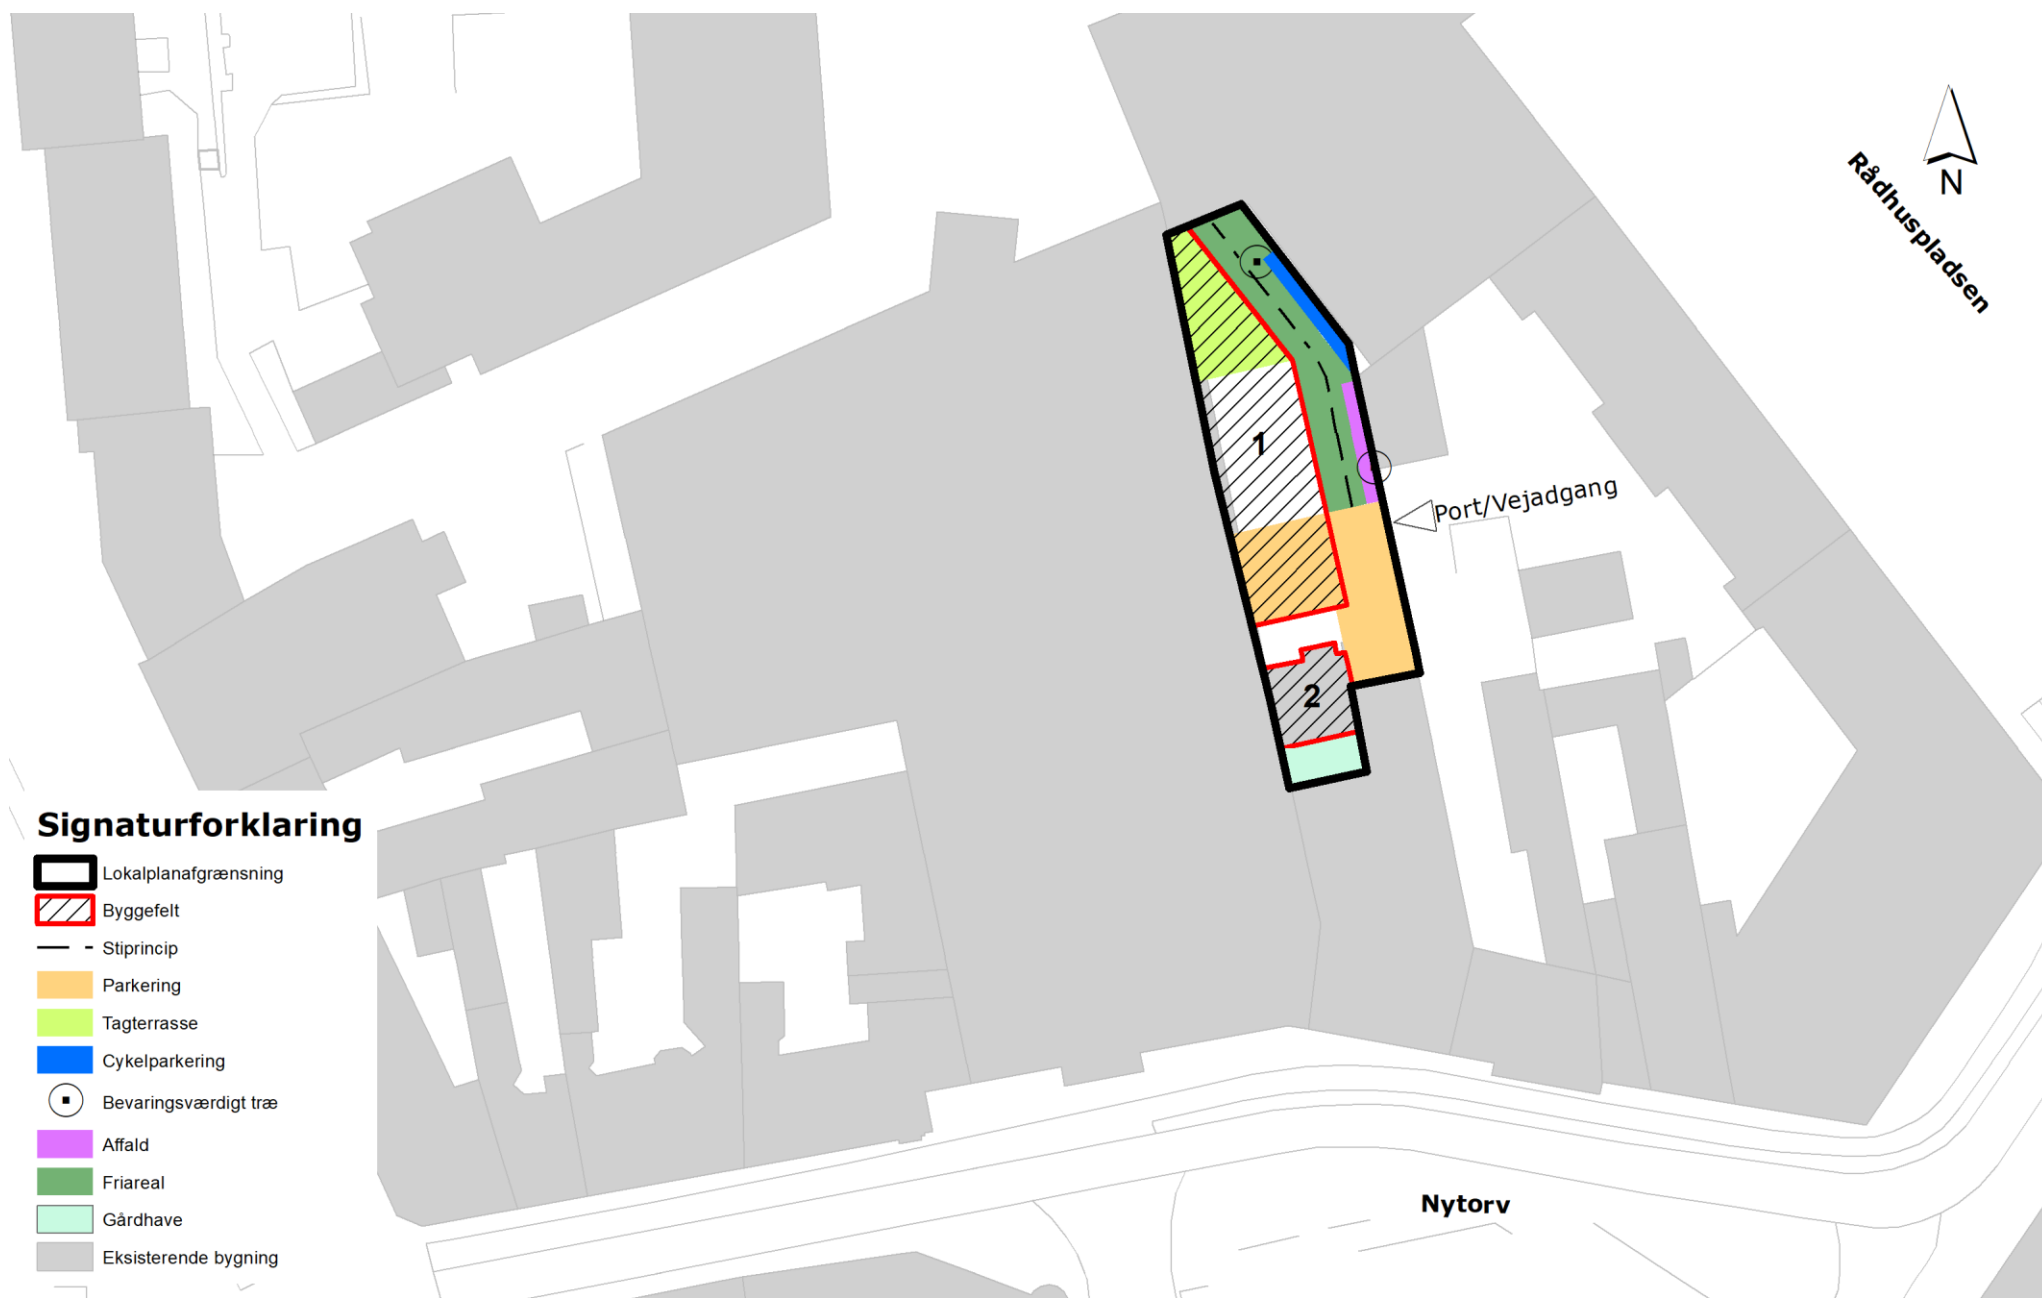 N
Rådhuspladsen
1
Port/Vejadgang
2
Nytorv
Signaturforklaring
Lokalplanafgrænsning
Byggefelt
Stiprincip
Parkering
Tagterrasse
Cykelparkering
Bevaringsværdigt træ
Affald
Friareal
Gårdhave
Eksisterende bygning